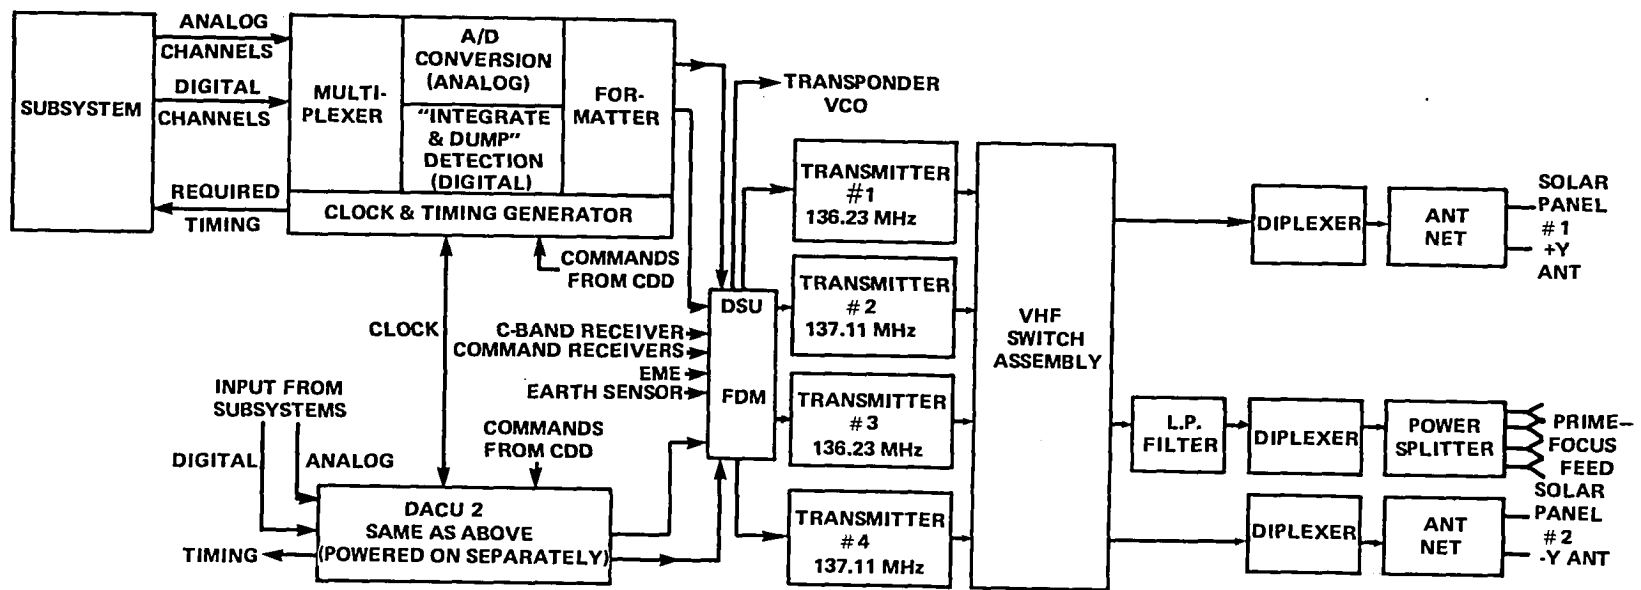 SUBSYSTEM
ANALOG
CHANNELS
DIGITAL
CHANNELS
REQUIRED
TIMING
MULTI-
PLEXER
A/D
CONVERSION
(ANALOG)
"INTEGRATE
& DUMP"
DETECTION
(DIGITAL)
FOR-
MATTER
CLOCK & TIMING GENERATOR
COMMANDS
FROM CDD
CLOCK
TRANSPONDER
VCO
C-BAND RECEIVER
COMMAND RECEIVERS
EME
EARTH SENSOR
DSU
FDM
INPUT FROM
SUBSYSTEMS
DIGITAL
ANALOG
COMMANDS
FROM CDD
DACU 2
SAME AS ABOVE
(POWERED ON SEPARATELY)
TIMING
TRANSMITTER
#1
136.23 MHz
TRANSMITTER
#2
137.11 MHz
TRANSMITTER
#3
136.23 MHz
TRANSMITTER
#4
137.11 MHz
VHF
SWITCH
ASSEMBLY
DIPLEXER
ANT
NET
SOLAR
PANEL
#1
+Y
ANT
L.P.
FILTER
DIPLEXER
POWER
SPLITTER
PRIME-
FOCUS
FEED
DIPLEXER
ANT
NET
SOLAR
PANEL
#2
-Y ANT